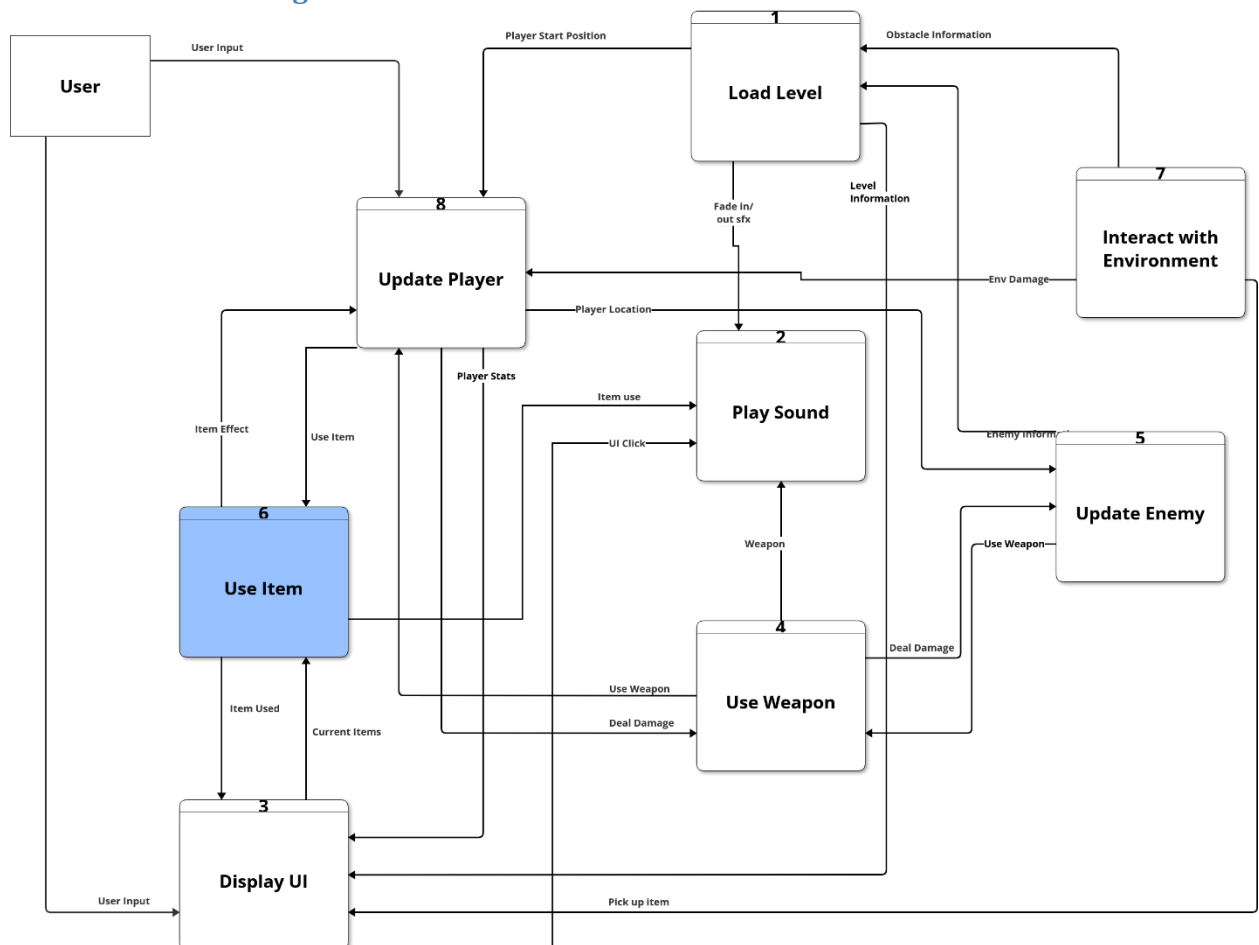 User Input
Player Start Position
1
Obstacle Information
User
Load Level
Level
Information
7
8
Fade In/
out sfx
Interact with
Environment
Update Player
Env Damage
Player Location
2
Player Stats
Item use
Play Sound
Item Effect
Use Item
UI Click
5
6
Update Enemy
Weapon
Use Weapon
Use Item
4
Deal Damage
Use Weapon
Item Used
Use Weapon
Deal Damage
Current Items
3
Display UI
User Input
Pick up item